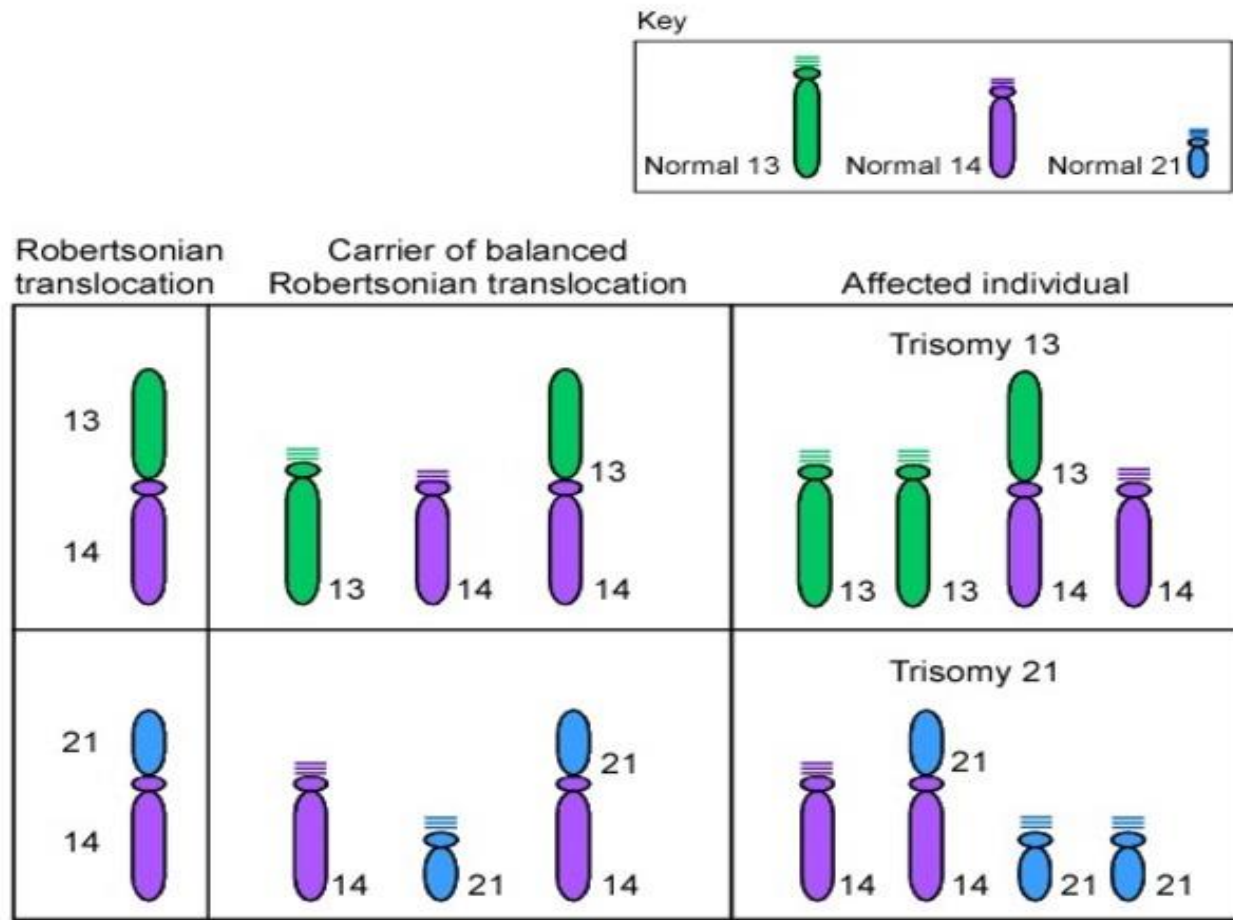 Key
Normal 13 Normal 14 Normal 21
Robertsonian
translocation
Carrier of balanced
Robertsonian translocation
Affected individual
13
14
13
14
13
14
Trisomy 13
13
13
13
14
14
21
14
14
21
21
14
Trisomy 21
14
21
14
21
21